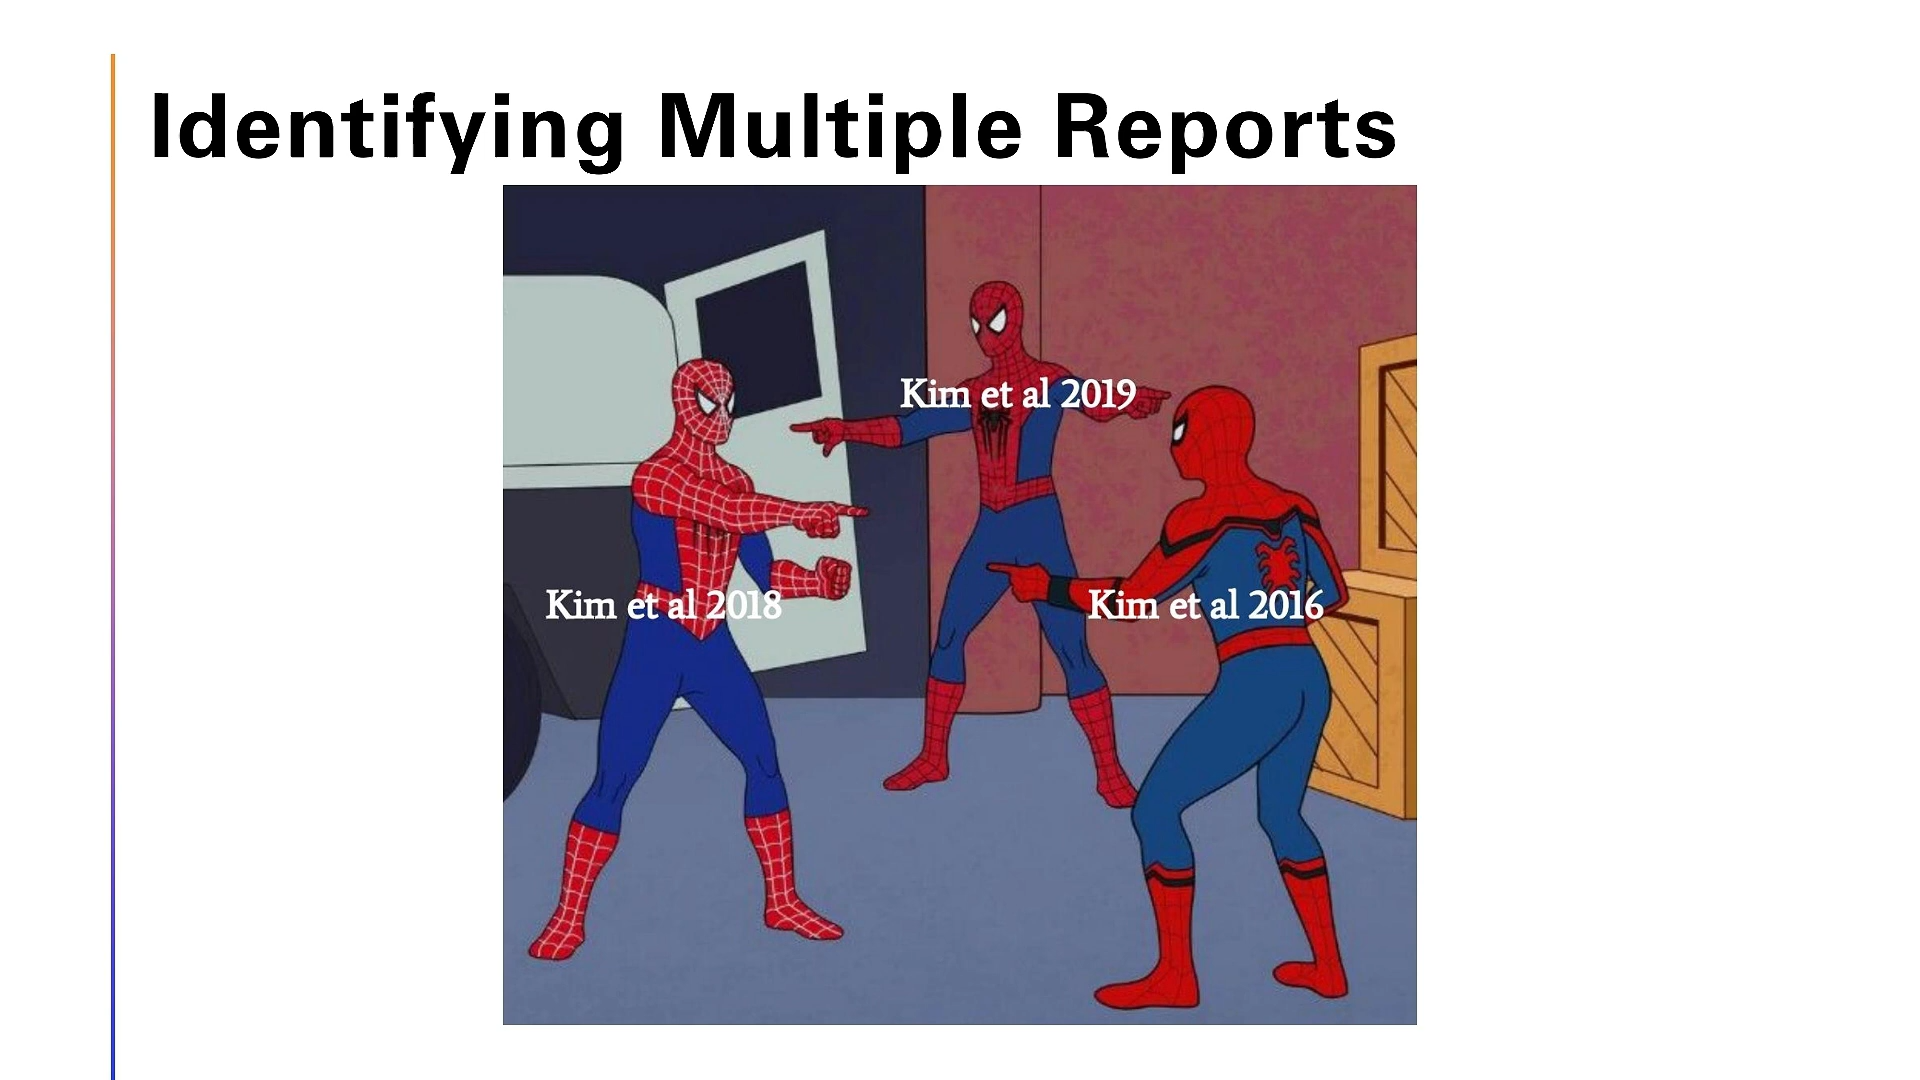 Identifying Multiple Reports
Kim et al 2019
Kim et al 2018
Kim et al 2016